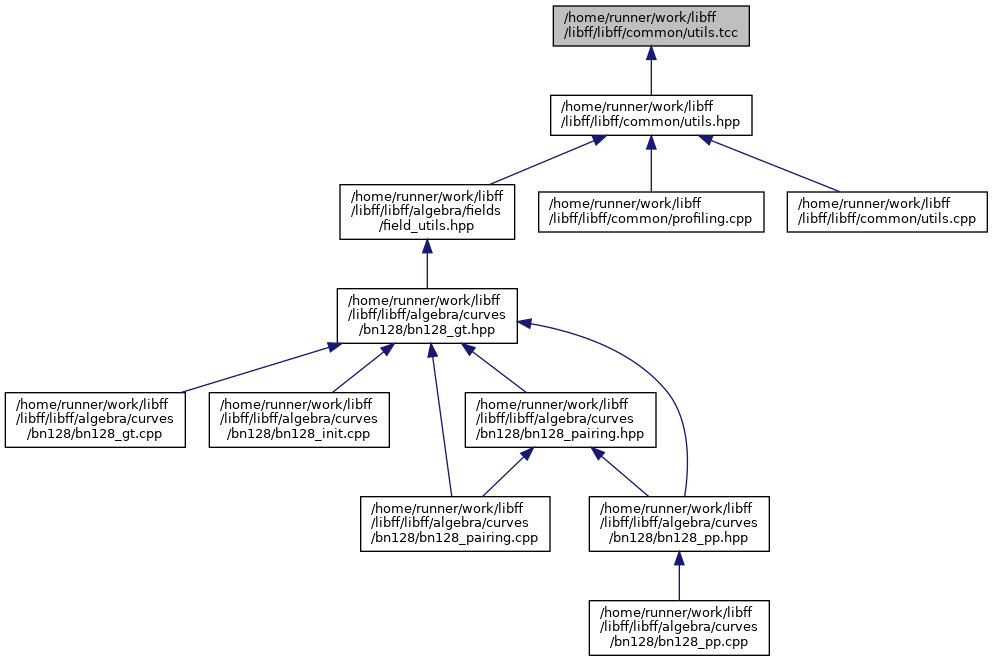 /home/runner/work/libff
/libff/libff/common/utils.tcc
/home/runner/work/libff
/libff/libff/common/utils.hpp
/home/runner/work/libff
/libff/libff/algebra/fields
/field_utils.hpp
/home/runner/work/libff
/libff/libff/common/profiling.cpp
/home/runner/work/libff
/libff/libff/common/utils.cpp
/home/runner/work/libff
/libff/libff/algebra/curves
/bn128/bn128_gt.hpp
/home/runner/work/libff
/libff/libff/algebra/curves
/bn128/bn128_gt.cpp
/home/runner/work/libff
/libff/libff/algebra/curves
/bn128/bn128_init.cpp
/home/runner/work/libff
/libff/libff/algebra/curves
/bn128/bn128_pairing.hpp
/home/runner/work/libff
/libff/libff/algebra/curves
/bn128/bn128_pairing.cpp
/home/runner/work/libff
/libff/libff/algebra/curves
/bn128/bn128_pp.hpp
/home/runner/work/libff
/libff/libff/algebra/curves
/bn128/bn128_pp.cpp